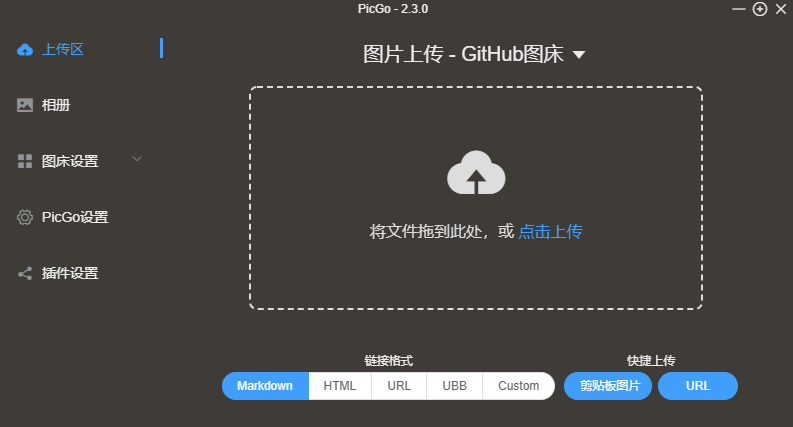 PicGo - 2.3.0
上传区
相册
图床设置
PicGo设置
插件设置
图片上传 - GitHub图床
将文件拖到此处，或 点击上传
链接格式
Markdown HTML URL UBB Custom
快捷上传
剪贴板图片 URL